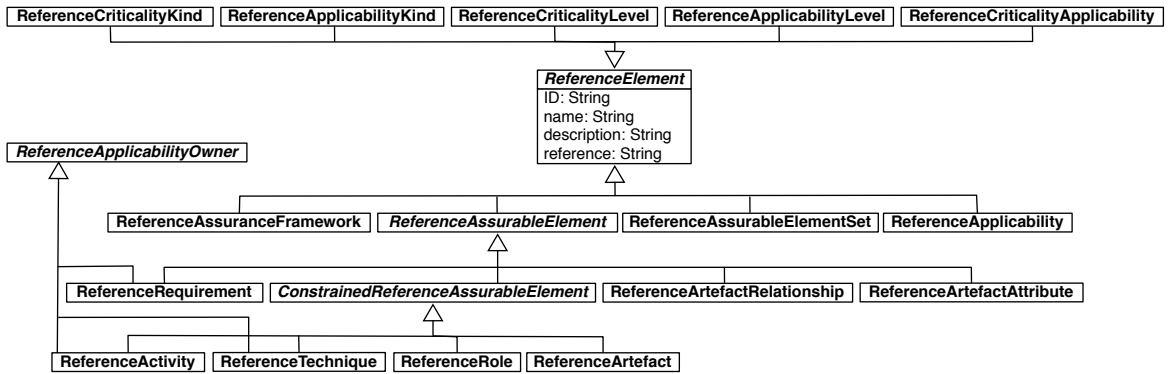 ReferenceCriticalityKind
ReferenceApplicabilityKind
ReferenceCriticalityLevel
ReferenceApplicabilityLevel
ReferenceCriticalityApplicability
ReferenceElement
ID: String
name: String
description: String
reference: String
ReferenceApplicabilityOwner
ReferenceAssuranceFramework
ReferenceAssurableElement
ReferenceAssurableElementSet
ReferenceApplicability
ReferenceRequirement
ConstrainedReferenceAssurableElement
ReferenceArtefactRelationship
ReferenceArtefactAttribute
ReferenceActivity
ReferenceTechnique
ReferenceRole
ReferenceArtefact